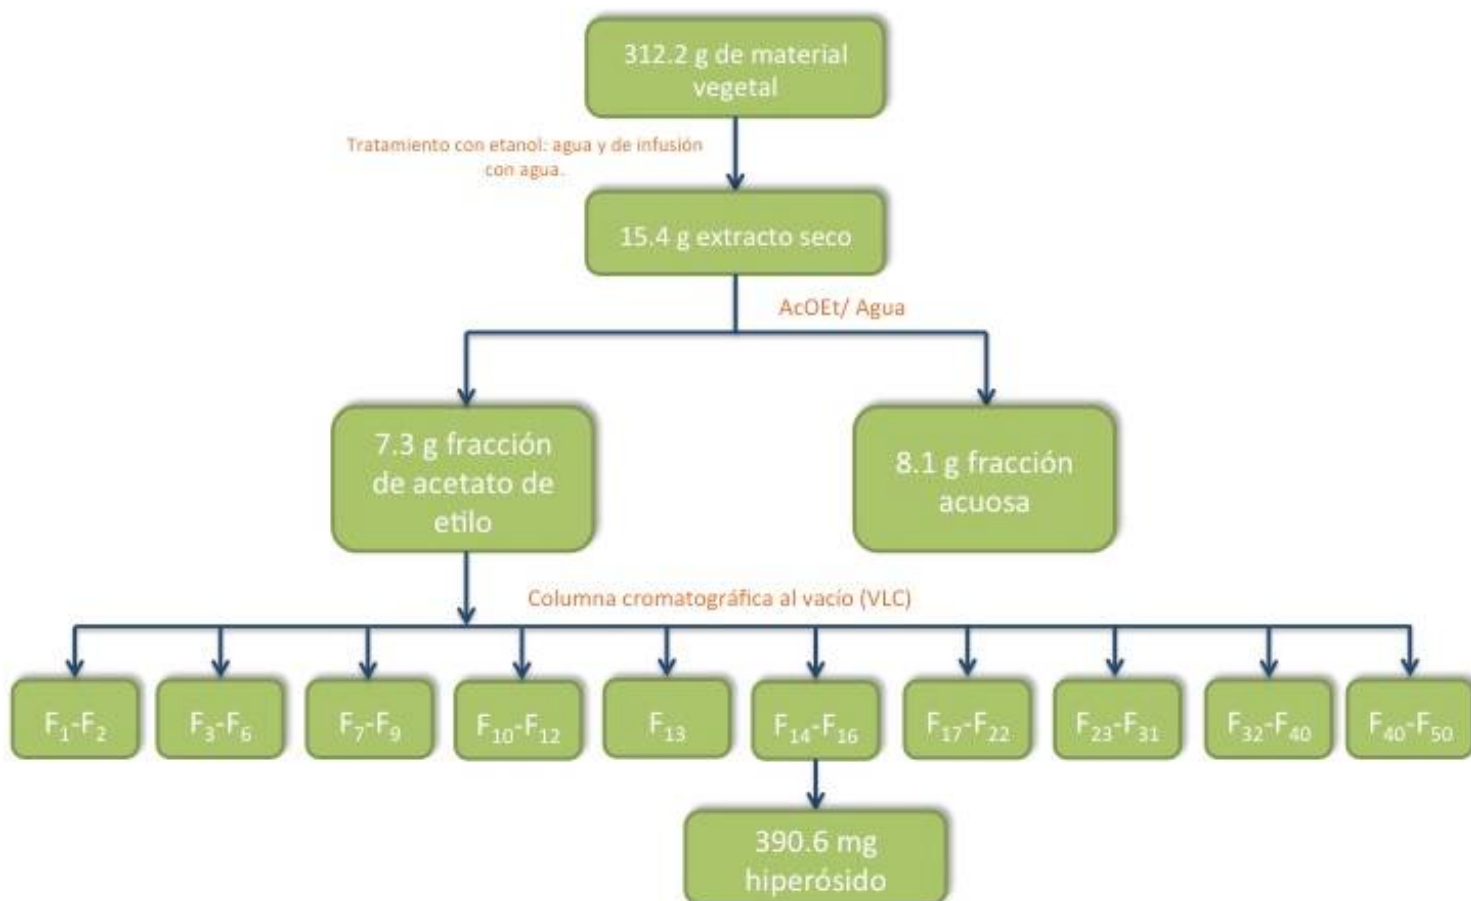 312.2 g de material
vegetal
Tratamiento con etanol: agua y de infusión
con agua.
15.4 g extracto seco
AcOEt/ Agua
7.3 g fracción
de acetato de
etilo
8.1 g fracción
acuosa
Columna cromatográfica al vacío (VLC)
F₁-F₂
F₃-F₆
F₇-F₉
F₁₀-F₁₂
F₁₃
F₁₄-F₁₆
F₁₇-F₂₂
F₂₃-F₃₁
F₃₂-F₄₀
F₄₀-F₅₀
390.6 mg
hiperósido